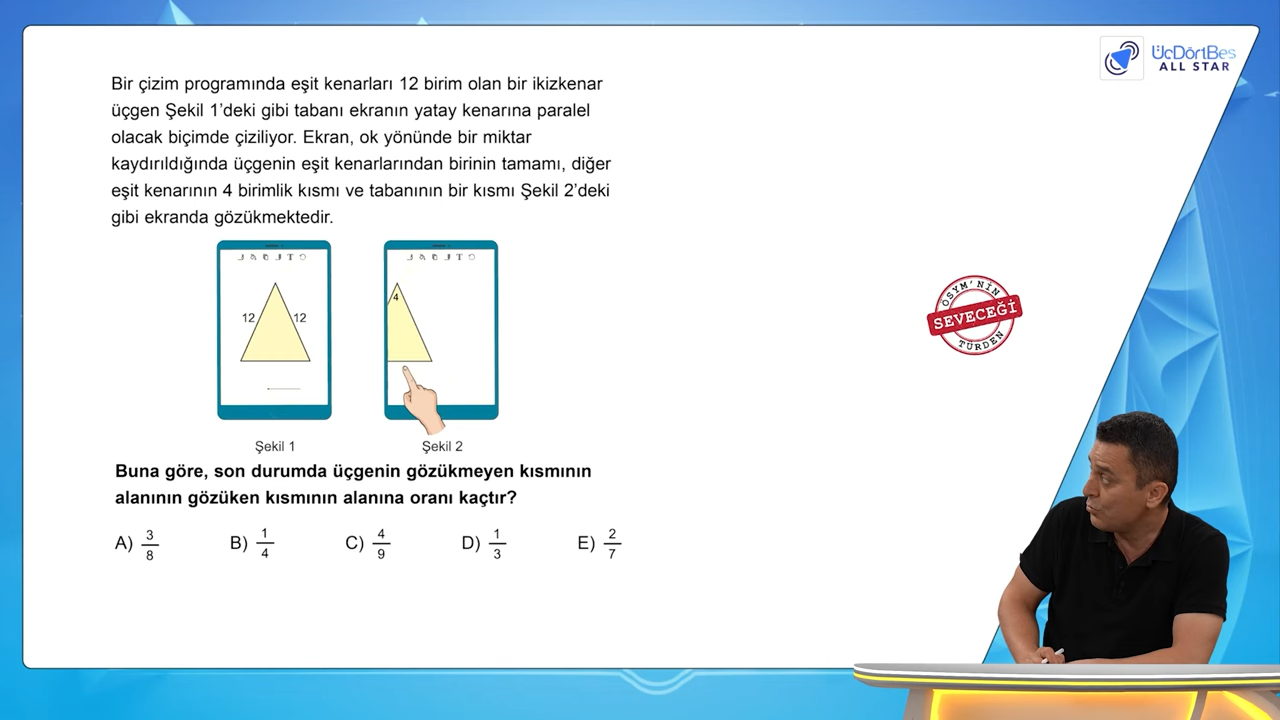 ÜçDörtBeş
ALL STAR
Bir çizim programında eşit kenarları 12 birim olan bir ikizkenar
üçgen Şekil 1’deki gibi tabanı ekranın yatay kenarına paralel
olacak biçimde çiziliyor. Ekran, ok yönünde bir miktar
kaydırıldığında üçgenin eşit kenarlarından birinin tamamı, diğer
eşit kenarının 4 birimlik kısmı ve tabanının bir kısmı Şekil 2’deki
gibi ekranda gözükmektedir.
12 12
4
Şekil 1 Şekil 2
Buna göre, son durumda üçgenin gözükmeyen kısmının
alanının gözüken kısmının alanına oranı kaçtır?
A) 3/8 B) 1/4 C) 4/9 D) 1/3 E) 2/7
ÖSYM’NİN
SEVECEĞİ
TÜRDEN